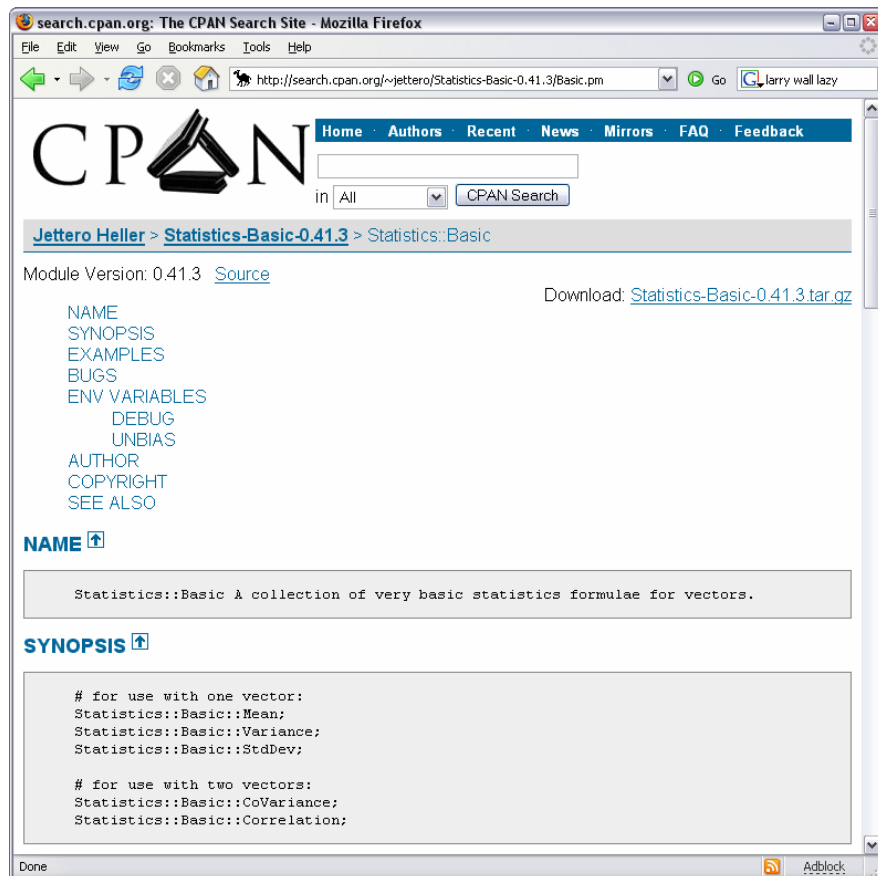 search.cpan.org: The CPAN Search Site - Mozilla Firefox
File Edit View Go Bookmarks Tools Help
http://search.cpan.org/~jettero/Statistics-Basic-0.41.3/Basic.pm Go G larry wall lazy
CPAN
Home · Authors · Recent · News · Mirrors · FAQ · Feedback
in All CPAN Search
Jettero Heller > Statistics-Basic-0.41.3 > Statistics::Basic
Module Version: 0.41.3 Source
Download: Statistics-Basic-0.41.3.tar.gz
NAME
SYNOPSIS
EXAMPLES
BUGS
ENV VARIABLES
DEBUG
UNBIAS
AUTHOR
COPYRIGHT
SEE ALSO
NAME
Statistics::Basic A collection of very basic statistics formulae for vectors.
SYNOPSIS
# for use with one vector:
Statistics::Basic::Mean;
Statistics::Basic::Variance;
Statistics::Basic::StdDev;
# for use with two vectors:
Statistics::Basic::CoVariance;
Statistics::Basic::Correlation;
Done Adblock